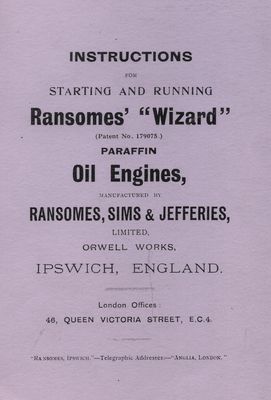 INSTRUCTIONS
FOR
STARTING AND RUNNING
Ransomes' "Wizard"
(Patent No. 179075.)
PARAFFIN
Oil Engines,
MANUFACTURED BY
RANSOMES, SIMS & JEFFERIES,
LIMITED,
ORWELL WORKS,
IPSWICH, ENGLAND.
London Offices:
46, QUEEN VICTORIA STREET, E.C.4.
"RANSOMES, IPSWICH."—Telegraphic Addresses:—"ANGLIA, LONDON."